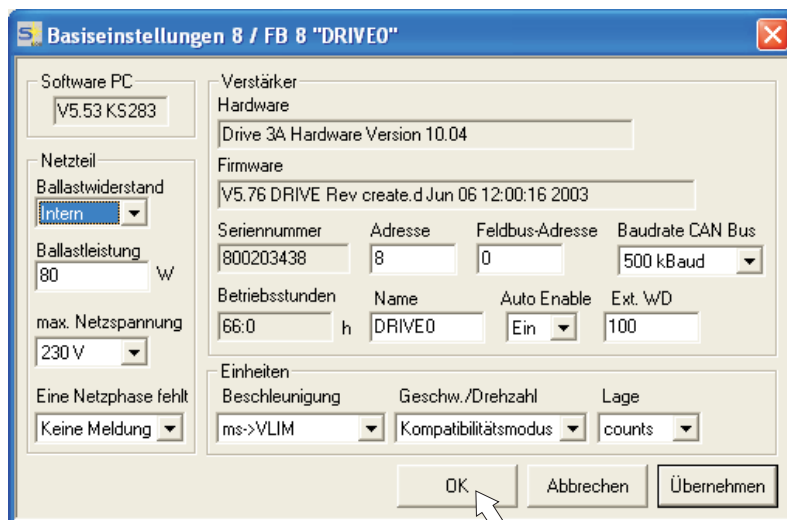 Basiseinstellungen 8 / FB 8 "DRIVE0"
Software PC
V5.53 KS283
Netzteil
Ballastwiderstand
Intern
Ballastleistung
80 W
max. Netzspannung
230 V
Eine Netzphase fehlt
Keine Meldung
Verstärker
Hardware
Drive 3A Hardware Version 10.04
Firmware
V5.76 DRIVE Rev create.d Jun 06 12:00:16 2003
Seriennummer Adresse Feldbus-Adresse Baudrate CAN Bus
800203438 8 0 500 kBaud
Betriebsstunden Name Auto Enable Ext. WD
66:0 h DRIVE0 Ein 100
Einheiten
Beschleunigung Geschw./Drehzahl Lage
ms->VLIM Kompatibilitätsmodus counts
OK Abbrechen Übernehmen